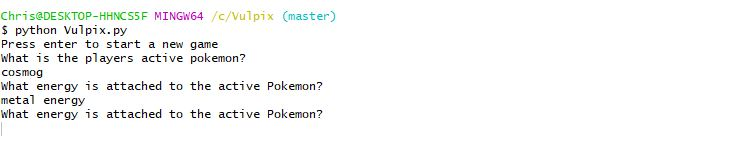 Chris@DESKTOP-HHNCS5F MINGW64 /c/Vulpix (master)
$ python Vulpix.py
Press enter to start a new game
What is the players active pokemon?
cosmog
What energy is attached to the active Pokemon?
metal energy
What energy is attached to the active Pokemon?